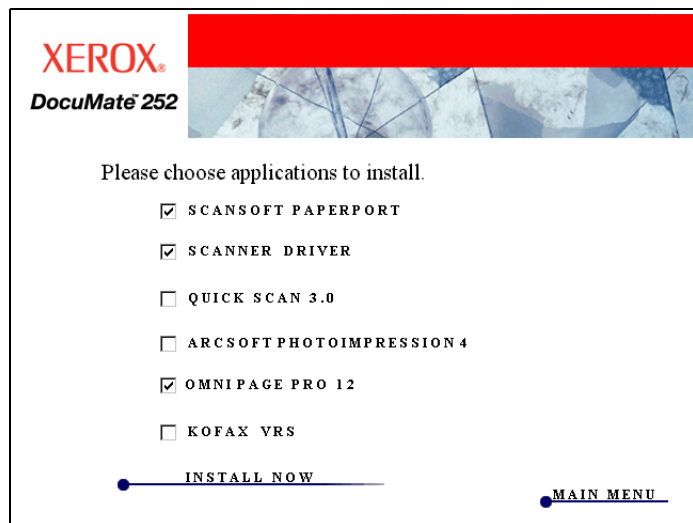 XEROX®
DocuMate™ 252
Please choose applications to install.
SCANSOFT PAPERPORT
SCANNER DRIVER
QUICK SCAN 3.0
ARCSOFT PHOTOIMPRESSION 4
OMNIPAGE PRO 12
KOFAX VRS
INSTALL NOW
MAIN MENU